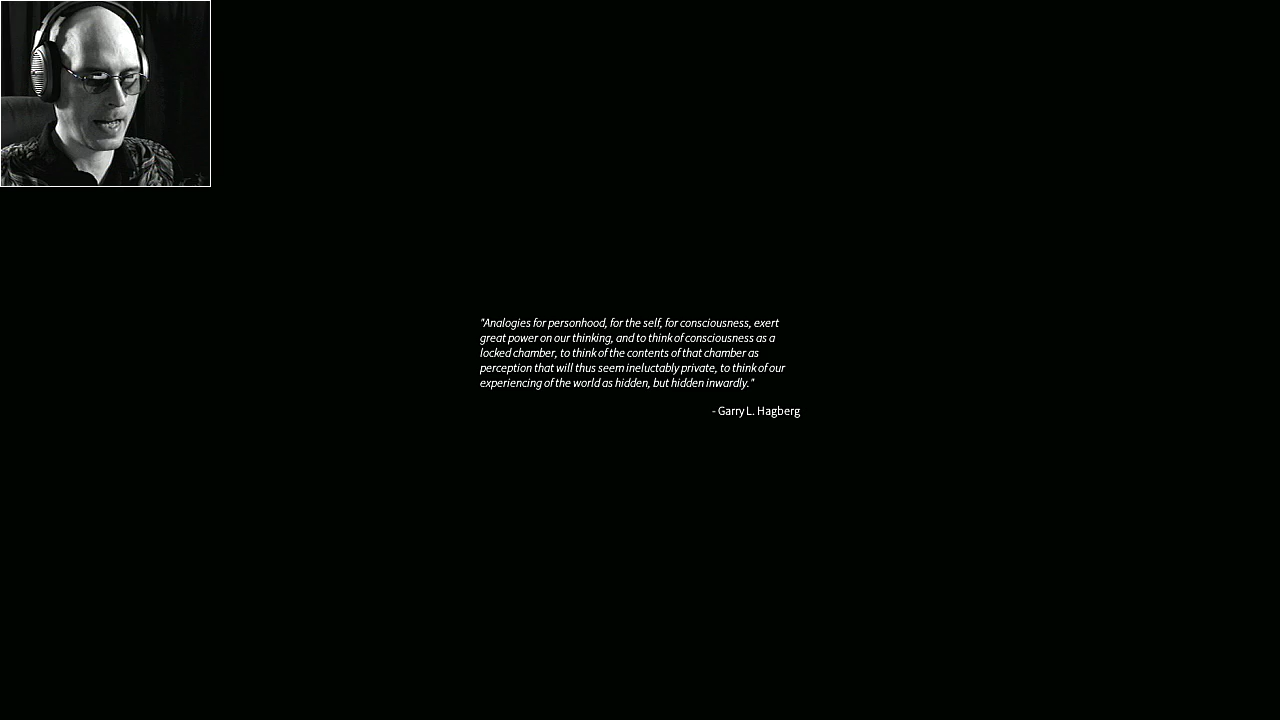 "Analogies for personhood, for the self, for consciousness, exert
great power on our thinking, and to think of consciousness as a
locked chamber, to think of the contents of that chamber as
perception that will thus seem ineluctably private, to think of our
experiencing of the world as hidden, but hidden inwardly."
- Garry L. Hagberg